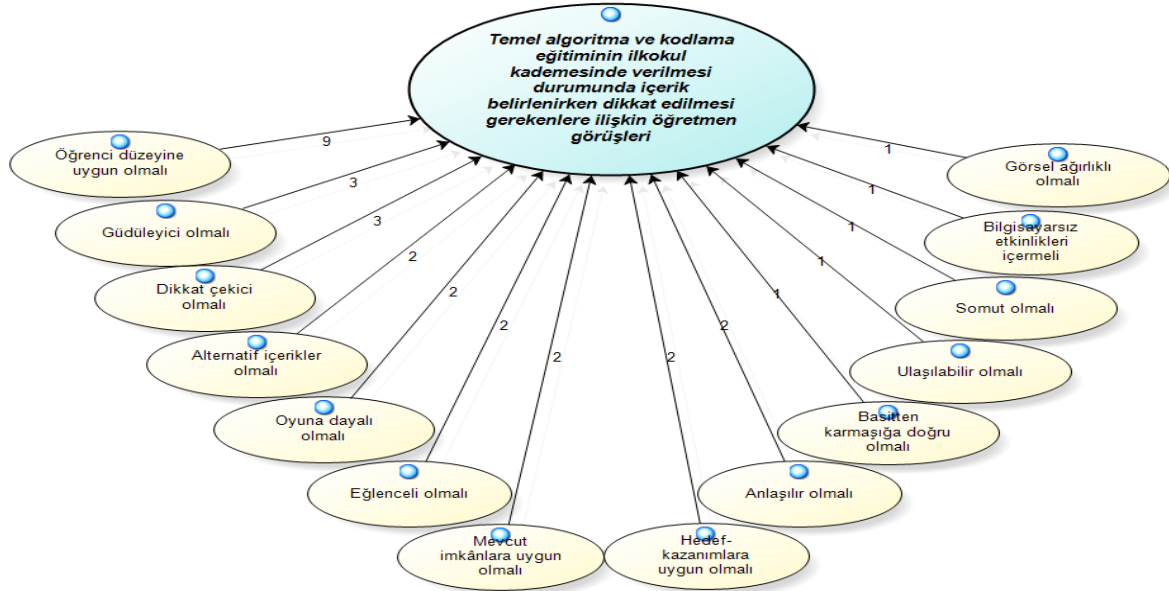 Temel algoritma ve kodlama
eğitiminin ilkokul
kademesinde verilmesi
durumunda içerik
belirlenirken dikkat edilmesi
gerekenlere ilişkin öğretmen
görüşleri
Öğrenci düzeyine
uygun olmalı
9
Güdüleyici olmalı
3
Dikkat çekici
olmalı
3
Alternatif içerikler
olmalı
2
Oyuna dayalı
olmalı
2
Eğlenceli olmalı
2
Mevcut
imkânlara uygun
olmalı
2
Hedef-
kazanımlara
uygun olmalı
2
Anlaşılır olmalı
2
Basitten
karmaşığa doğru
olmalı
1
Ulaşılabilir olmalı
1
Somut olmalı
1
Bilgisayarsız
etkinlikleri
içermeli
1
Görsel ağırlıklı
olmalı
1